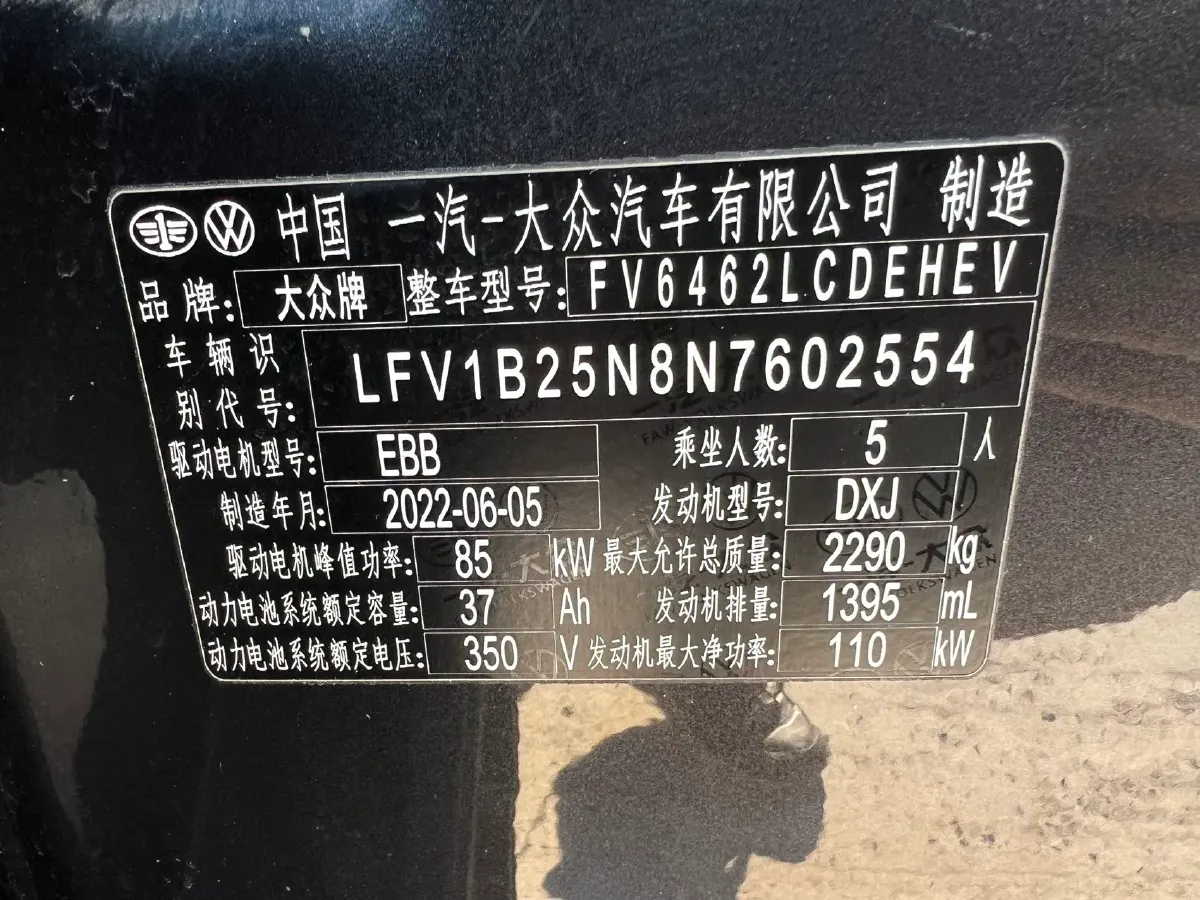 中国 一汽-大众汽车有限公司 制造
品牌: 大众牌 整车型号: FV6462LCDEHEV
车辆识别代号: LFV1B25N8N7602554
驱动电机型号: EBB 乘坐人数: 5 人
制造年月: 2022-06-05 发动机型号: DXJ
驱动电机峰值功率: 85 kW 最大允许总质量: 2290 kg
动力电池系统额定容量: 37 Ah 发动机排量: 1395 mL
动力电池系统额定电压: 350 V 发动机最大净功率: 110 kW